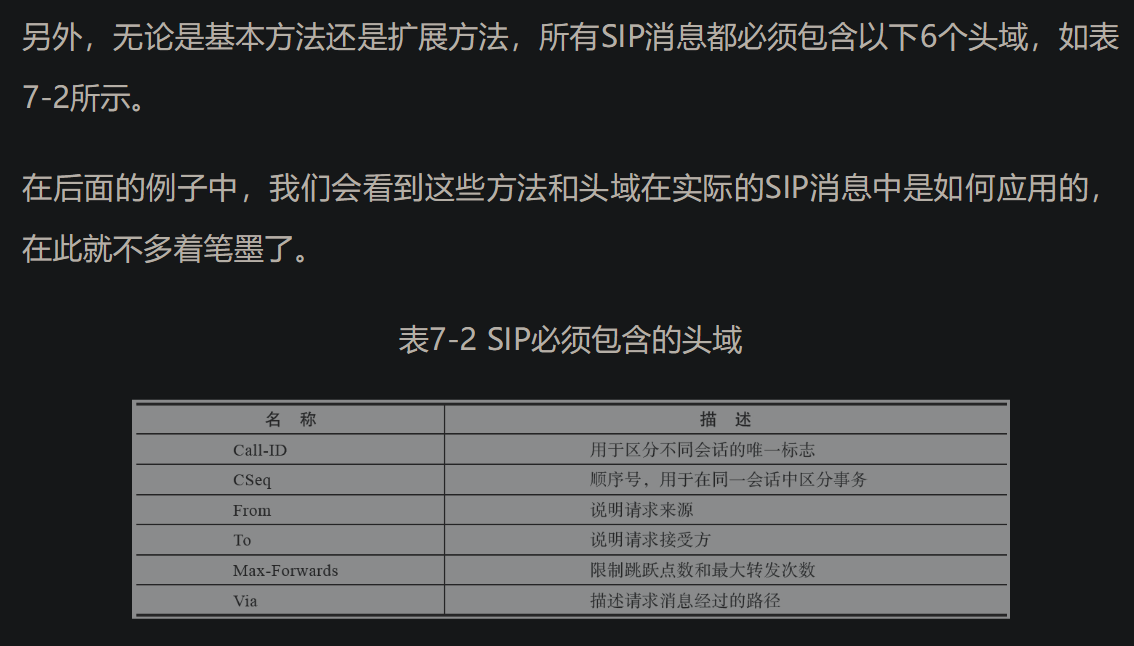 另外，无论是基本方法还是扩展方法，所有SIP消息都必须包含以下6个头域，如表
7-2所示。
在后面的例子中，我们会看到这些方法和头域在实际的SIP消息中是如何应用的，
在此就不多着笔墨了。
表7-2 SIP必须包含的头域
名 称 描 述
Call-ID 用于区分不同会话的唯一标志
CSeq 顺序号，用于在同一会话中区分事务
From 说明请求来源
To 说明请求接受方
Max-Forwards 限制跳跃点数和最大转发次数
Via 描述请求消息经过的路径